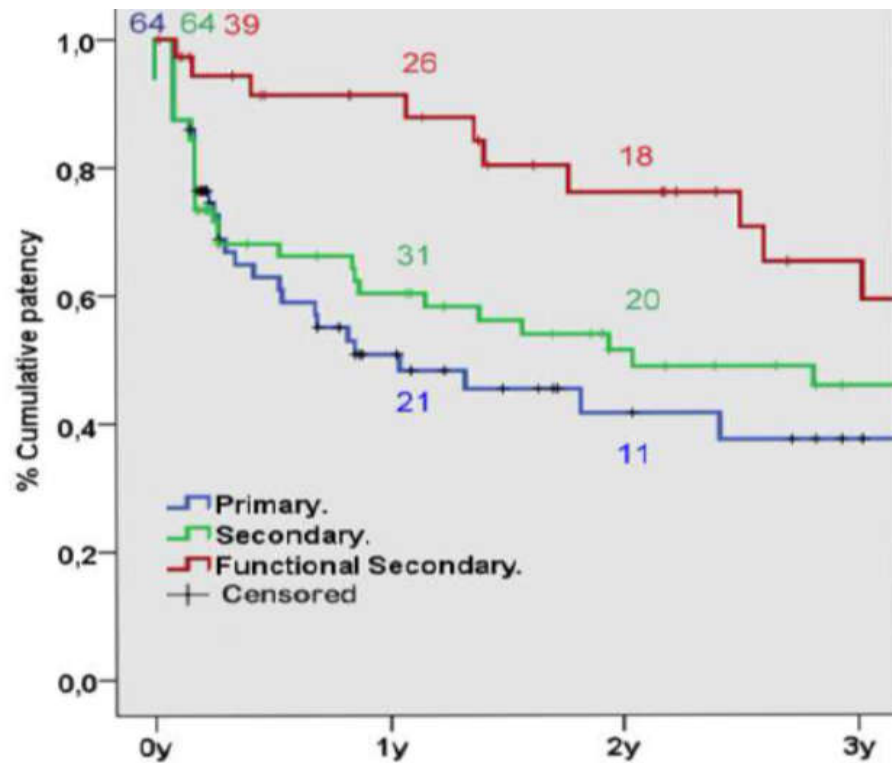 64 64 39
1,0
26
0,8
18
31
20
0,6
21
11
0,4
% Cumulative patency
Primary.
Secondary.
Functional Secondary.
Censored
0,2
0,0
0y 1y 2y 3y